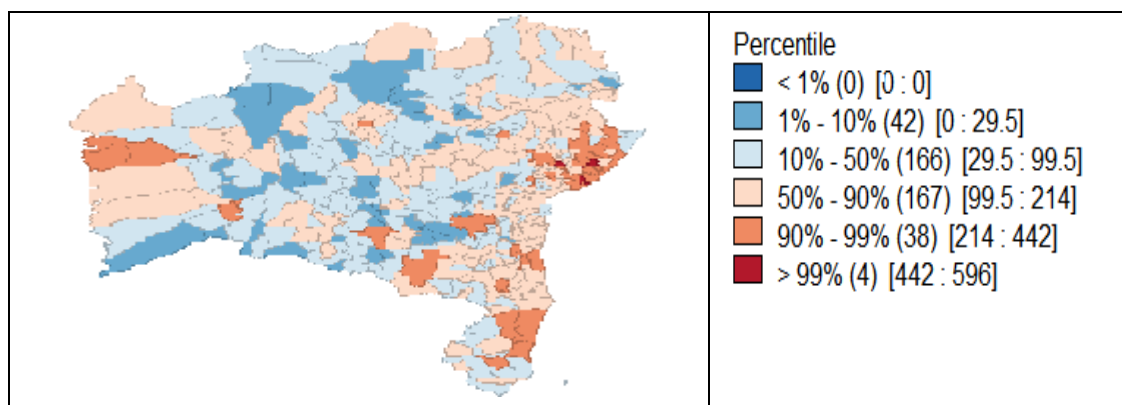 Percentile
< 1% (0) [0 : 0]
1% - 10% (42) [0 : 29.5]
10% - 50% (166) [29.5 : 99.5]
50% - 90% (167) [99.5 : 214]
90% - 99% (38) [214 : 442]
> 99% (4) [442 : 596]